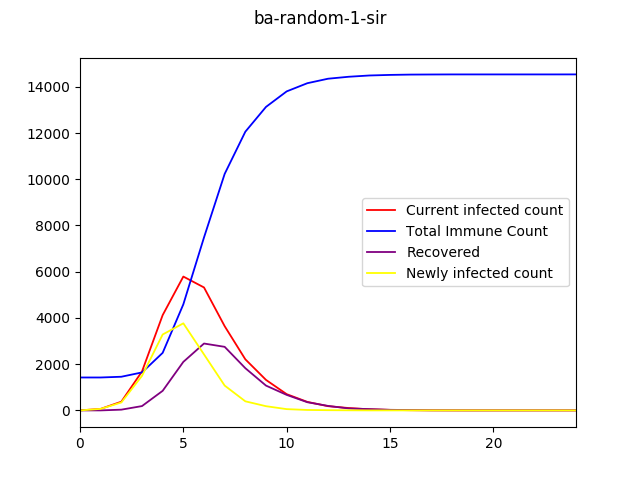 ba-random-1-sir
14000
12000
10000
8000
6000
4000
2000
0
Current infected count
Total Immune Count
Recovered
Newly infected count
0
5
10
15
20